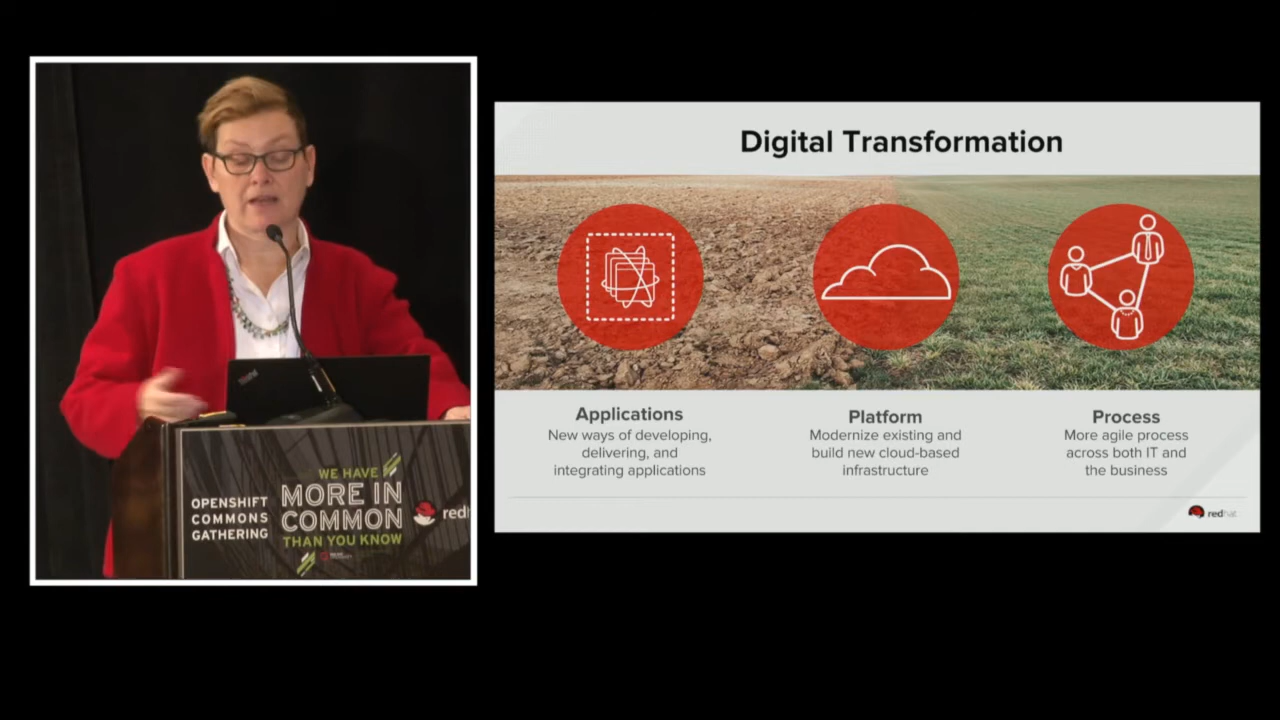 OPENSHIFT
COMMONS
GATHERING
WE HAVE
MORE IN
COMMON
THAN YOU KNOW
red
Digital Transformation
Applications
New ways of developing,
delivering, and
integrating applications
Platform
Modernize existing and
build new cloud-based
infrastructure
Process
More agile process
across both IT and
the business
redhat